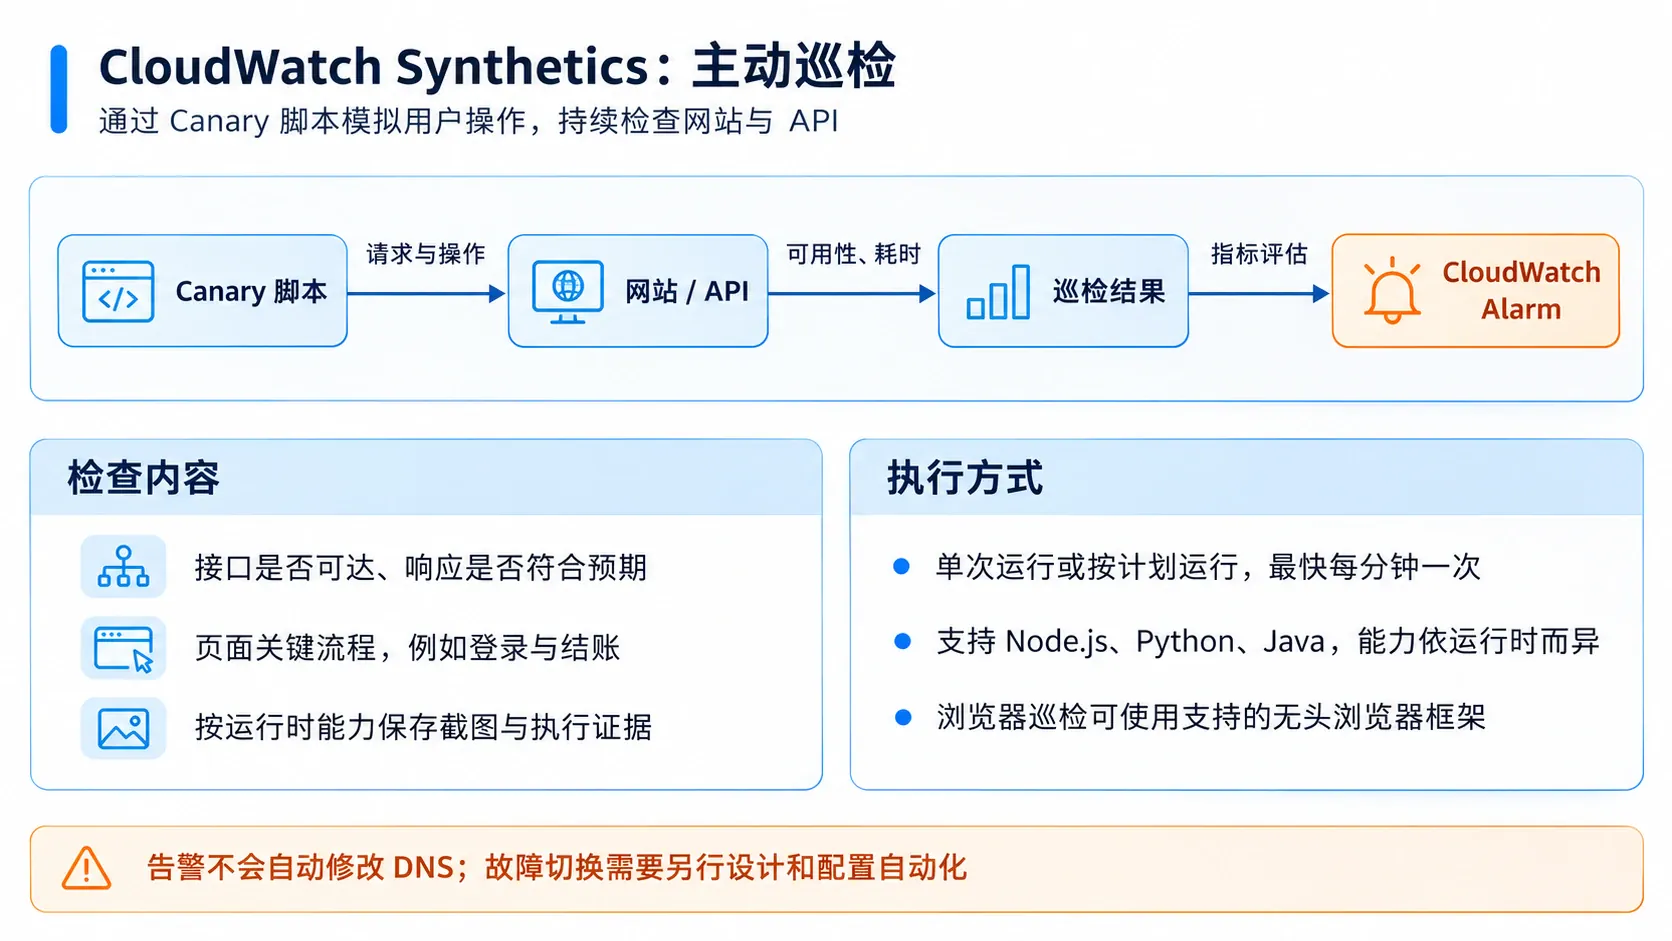 CloudWatch Synthetics：主动巡检
通过 Canary 脚本模拟用户操作，持续检查网站与 API
Canary 脚本
请求与操作
网站 / API
可用性、耗时
巡检结果
指标评估
CloudWatch
Alarm
检查内容
接口是否可达、响应是否符合预期
页面关键流程，例如登录与结账
按运行时能力保存截图与执行证据
执行方式
单次运行或按计划运行，最快每分钟一次
支持 Node.js、Python、Java，能力依运行时而异
浏览器巡检可使用支持的无头浏览器框架
告警不会自动修改 DNS；故障切换需要另行设计和配置自动化